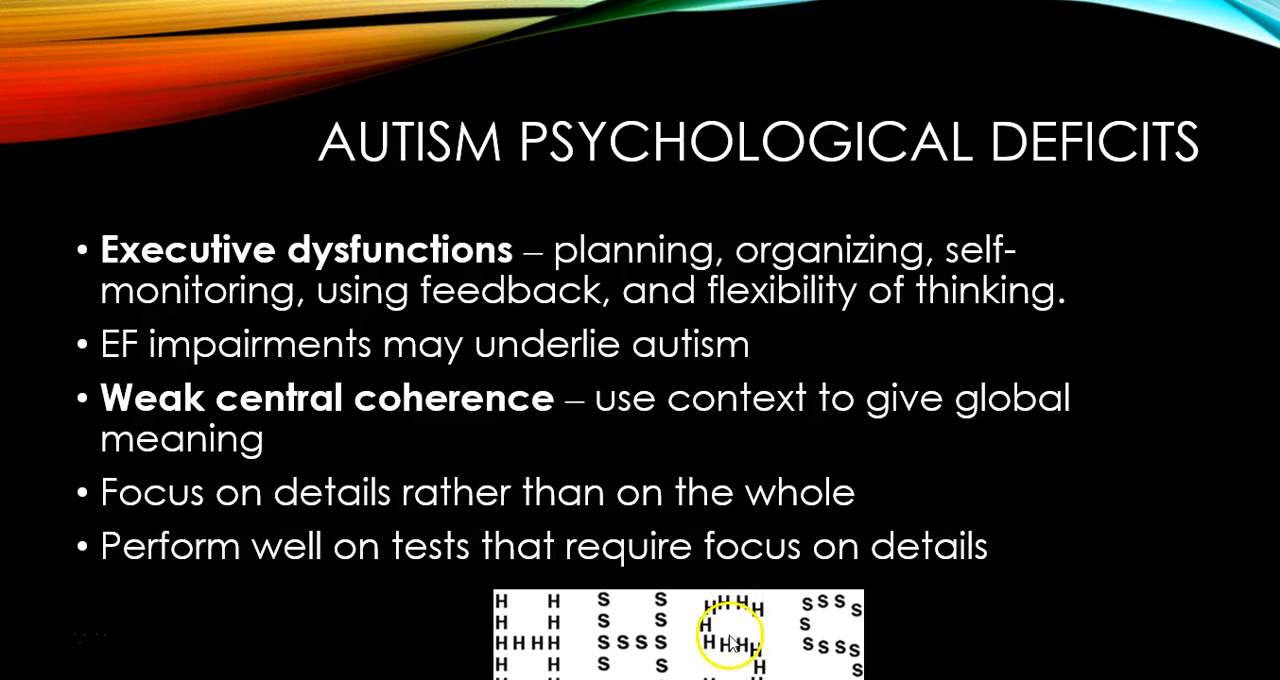 AUTISM PSYCHOLOGICAL DEFICITS
• Executive dysfunctions – planning, organizing, self-
monitoring, using feedback, and flexibility of thinking.
• EF impairments may underlie autism
• Weak central coherence – use context to give global
meaning
• Focus on details rather than on the whole
• Perform well on tests that require focus on details
H H S S H H H H S S S S
H H S S H S
H H H H S S S S H H H H S S S S
H H S S H S